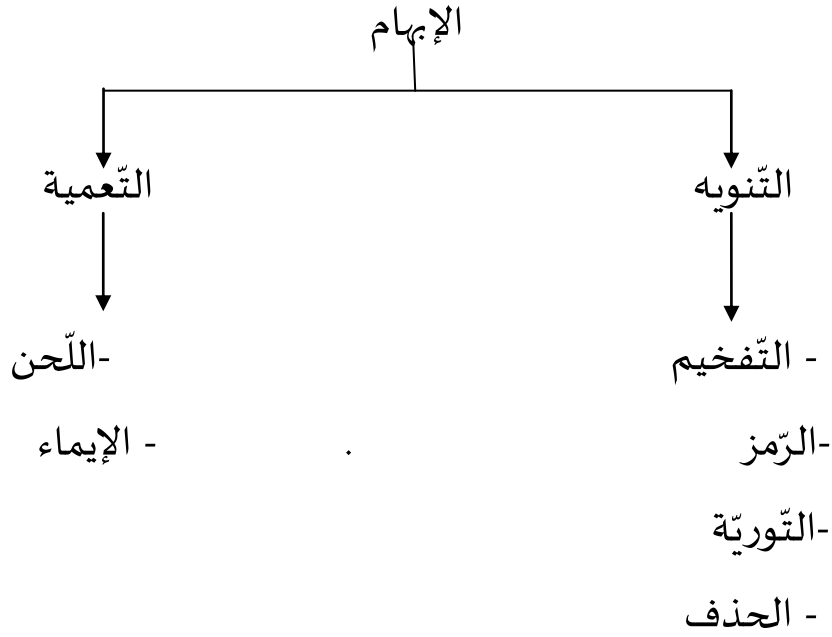 الإبهام
التّنويه التّعمية
- التّفخيم -اللّحن
-الرّمز . - الإيماء
-التّوريّة
- الحذف